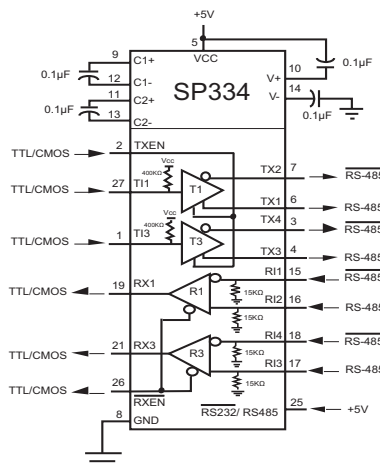 +5V
5
VCC
9 C1+
0.1µF
12 C1-
11 C2+
0.1µF
13 C2-
SP334
V+ 10
0.1µF
V- 14
0.1µF
2 TXEN
TTL/CMOS
Vcc
400KΩ
TTL/CMOS 27 TI1 T1
TX2 7 RS-485
TX1 6 RS-485
Vcc
400KΩ
TTL/CMOS 1 TI3 T3
TX4 3 RS-485
TX3 4 RS-485
TTL/CMOS 19 RX1 R1
RI1 15 RS-485
15KΩ
RI2 16 RS-485
15KΩ
TTL/CMOS 21 RX3 R3
RI4 18 RS-485
15KΩ
RI3 17 RS-485
15KΩ
TTL/CMOS 26 RXEN
8 GND
RS232/ RS485 25 +5V